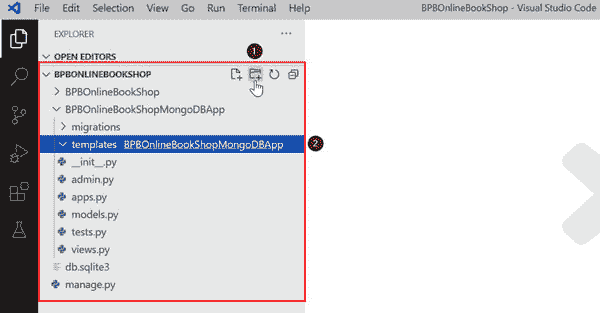 File Edit Selection View Go Run Terminal Help BPBOnlineBookShop - Visual Studio Code
EXPLORER ...
1
OPEN EDITORS
BPBONLINEBOOKSHOP
BPBOnlineBookShop
BPBOnlineBookShopMongoDBApp
migrations
templates BPBOnlineBookShopMongoDBApp 2
__init__.py
admin.py
apps.py
models.py
tests.py
views.py
db.sqlite3
manage.py